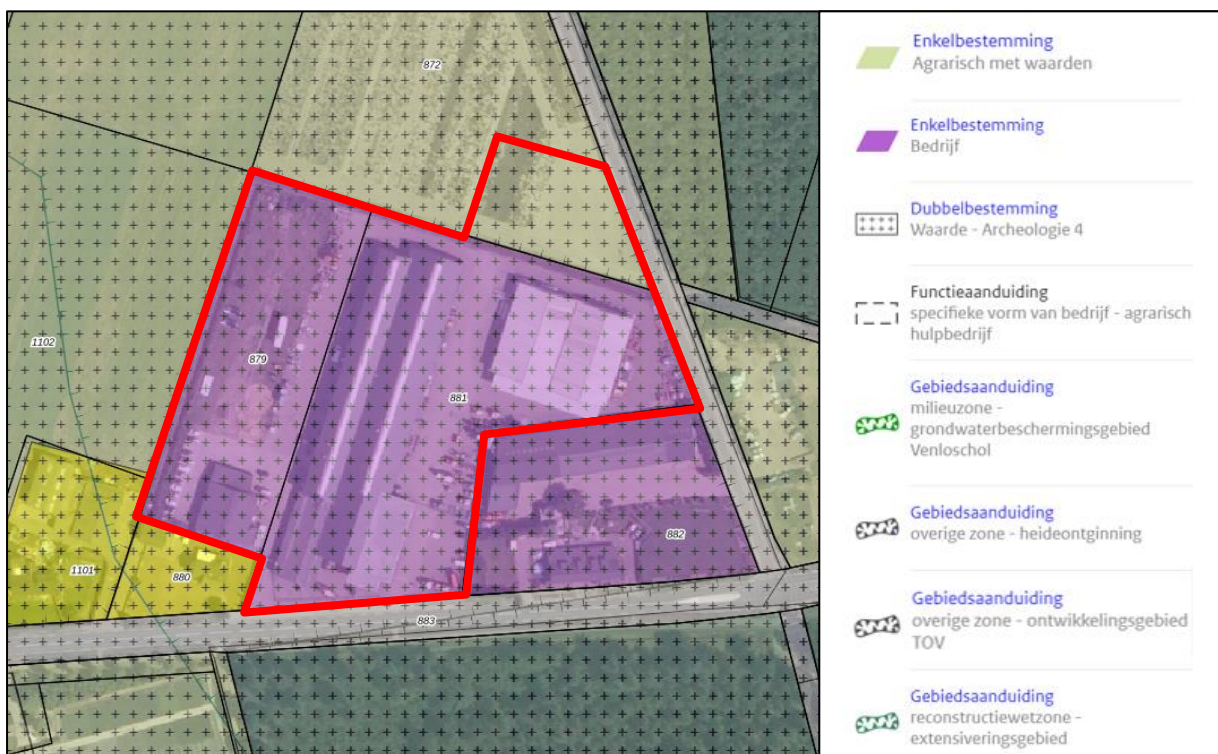 872
1102
879
881
882
1101
880
883
Enkelbestemming
Agrarisch met waarden
Enkelbestemming
Bedrijf
Dubbelbestemming
Waarde - Archeologie 4
Functieaanduiding
specifieke vorm van bedrijf - agrarisch
hulpbedrijf
Gebiedsaanduiding
milieuzone -
grondwaterbeschermingsgebied
Venloschol
Gebiedsaanduiding
overige zone - heideontginning
Gebiedsaanduiding
overige zone - ontwikkelingsgebied
TOV
Gebiedsaanduiding
reconstructiewetzone -
extensiveringsgebied